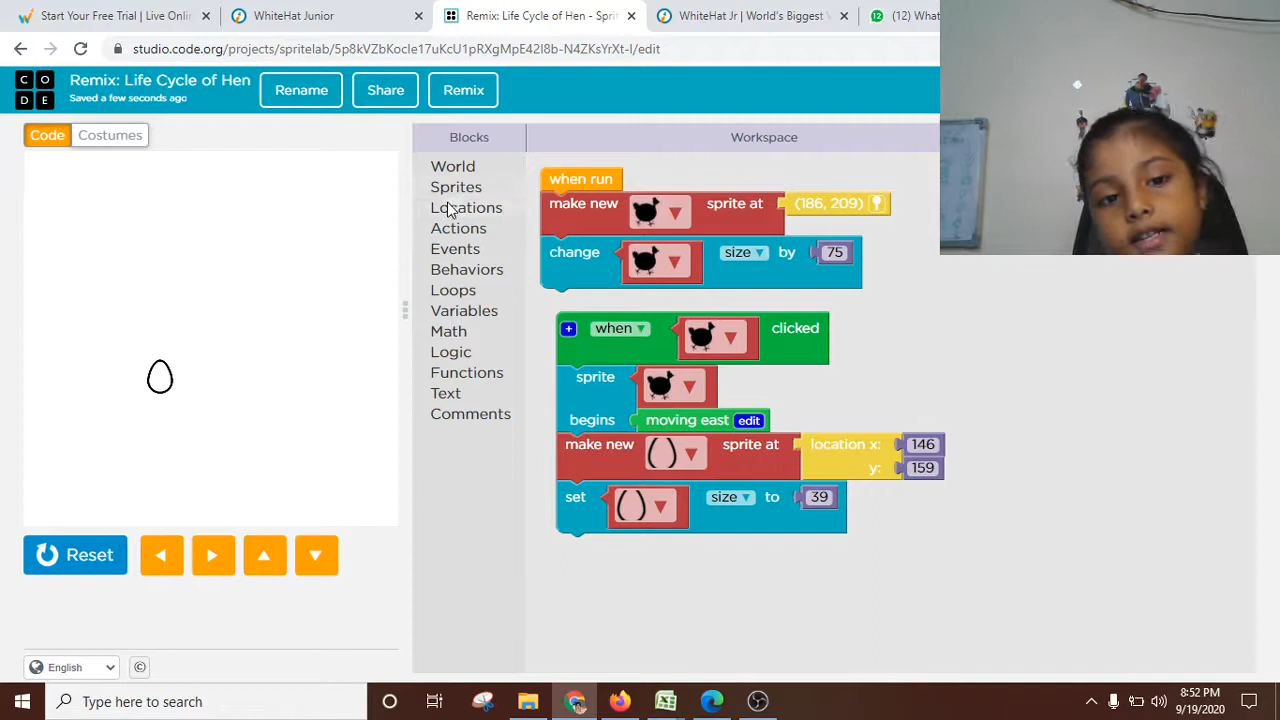 Start Your Free Trial | Live Onlin
WhiteHat Junior
Remix: Life Cycle of Hen - Sprit
WhiteHat Jr | World's Biggest V
(12) What
studio.code.org/projects/spritelab/5p8kVZbKocle17uKcU1pRXgMpE42I8b-N4ZKsYrXt-I/edit
C O
D E
Remix: Life Cycle of Hen
Saved a few seconds ago
Rename
Share
Remix
Code
Costumes
Blocks
Workspace
World
Sprites
Locations
Actions
Events
Behaviors
Loops
Variables
Math
Logic
Functions
Text
Comments
when run
make new sprite at (186, 209)
change size by 75
+ when clicked
sprite
begins moving east edit
make new sprite at location x: 146
y: 159
set size to 39
Reset
English
©
Type here to search
8:52 PM
9/19/2020